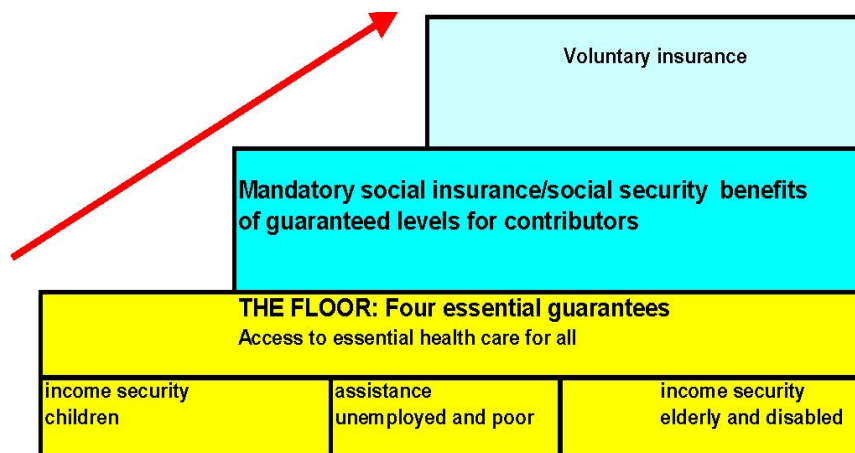 Voluntary insurance
Mandatory social insurance/social security benefits
of guaranteed levels for contributors
THE FLOOR: Four essential guarantees
Access to essential health care for all
income security
children
assistance
unemployed and poor
income security
elderly and disabled